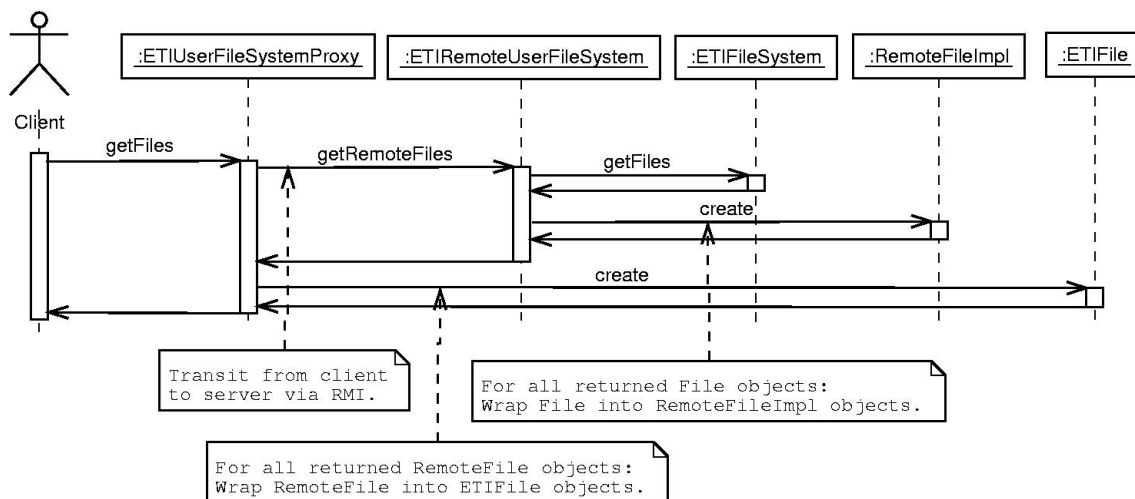 :ETIUserFileSystemProxy
:ETIRemoteUserFileSystem
:ETIFileSystem
:RemoteFileImpl
:ETIFile
Client
getFiles
getRemoteFiles
getFiles
create
create
Transit from client
to server via RMI.
For all returned File objects:
Wrap File into RemoteFileImpl objects.
For all returned RemoteFile objects:
Wrap RemoteFile into ETIFile objects.